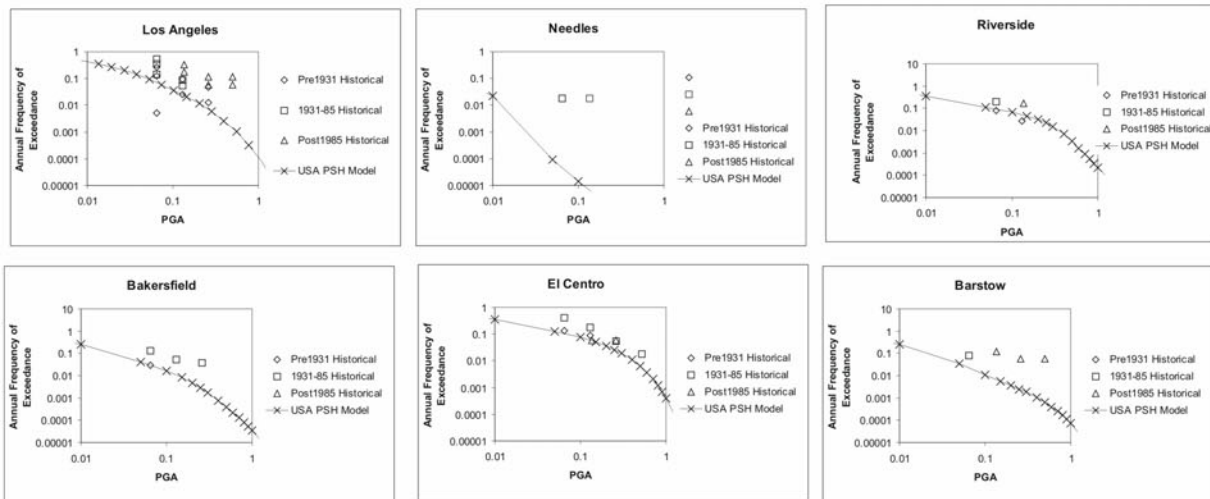 Los Angeles
Annual Frequency of
Exceedance
1
0.1
0.01
0.001
0.0001
0.00001
0.01
0.1
1
PGA
Pre1931 Historical
1931-85 Historical
Post1985 Historical
USA PSH Model
Needles
Annual Frequency of
Exceedance
1
0.1
0.01
0.001
0.0001
0.00001
0.01
0.1
1
PGA
Pre1931 Historical
1931-85 Historical
Post1985 Historical
USA PSH Model
Riverside
Annual Frequency of
Exceedance
10
1
0.1
0.01
0.001
0.0001
0.00001
0.01
0.1
1
PGA
Pre1931 Historical
1931-85 Historical
Post1985 Historical
USA PSH Model
Bakersfield
Annual Frequency of
Exceedance
10
1
0.1
0.01
0.001
0.0001
0.00001
0.01
0.1
1
PGA
Pre1931 Historical
1931-85 Historical
Post1985 Historical
USA PSH Model
El Centro
Annual Frequency of
Exceedance
1
0.1
0.01
0.001
0.0001
0.00001
0.01
0.1
1
PGA
Pre1931 Historical
1931-85 Historical
Post1985 Historical
USA PSH Model
Barstow
Annual Frequency of
Exceedance
10
1
0.1
0.01
0.001
0.0001
0.00001
0.01
0.1
1
PGA
Pre1931 Historical
1931-85 Historical
Post1985 Historical
USA PSH Model